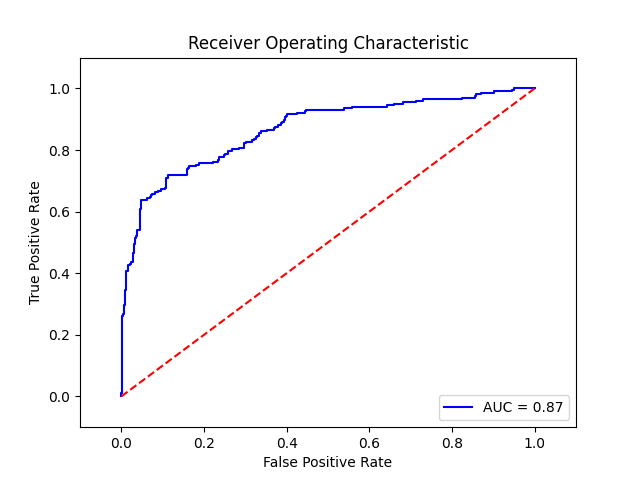 Receiver Operating Characteristic
True Positive Rate
1.0
0.8
0.6
0.4
0.2
0.0
AUC = 0.87
0.0 0.2 0.4 0.6 0.8 1.0
False Positive Rate